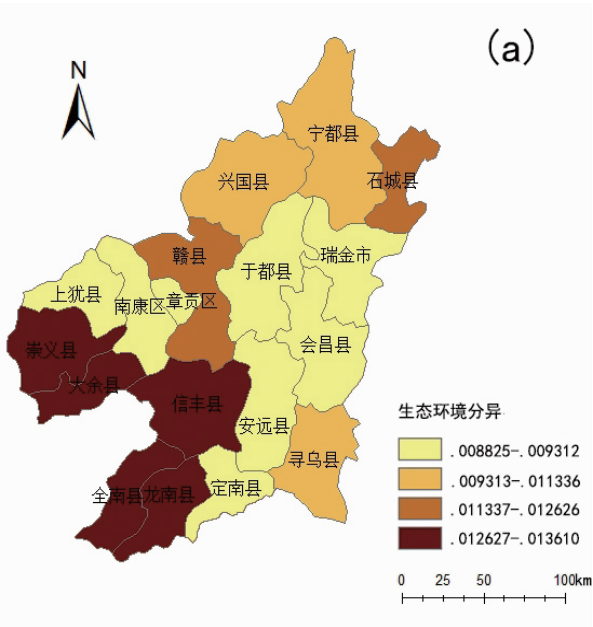 (a)
N
宁都县
兴国县
石城县
赣县
瑞金市
于都县
上犹县
南康区
章贡区
会昌县
崇义县
大余县
信丰县
安远县
寻乌县
全南县
龙南县
定南县
生态环境分异
.008825-.009312
.009313-.011336
.011337-.012626
.012627-.013610
0 25 50 100km